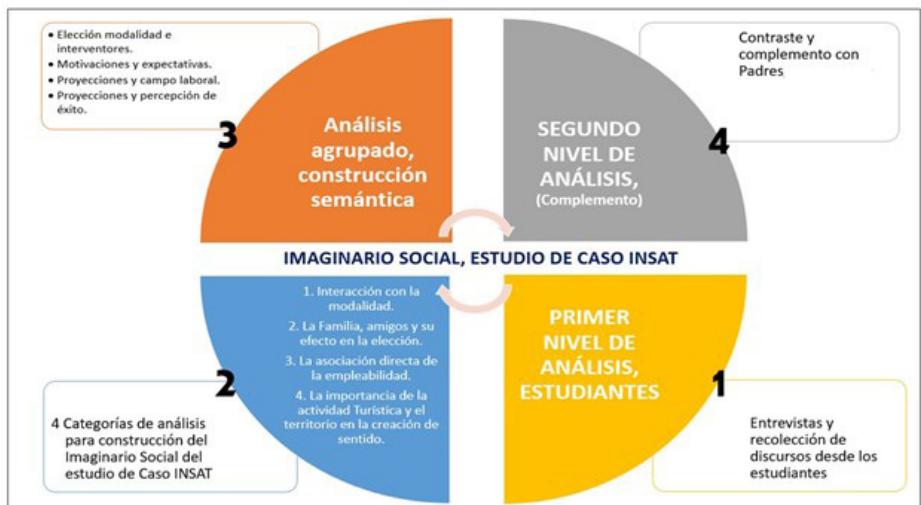 • Elección modalidad e
interventores.
• Motivaciones y expectativas.
• Proyecciones y campo laboral.
• Proyecciones y percepción de
éxito.
3
Análisis
agrupado,
construcción
semántica
SEGUNDO
NIVEL DE
ANÁLISIS,
(Complemento)
Contraste y
complemento con
Padres
4
IMAGINARIO SOCIAL, ESTUDIO DE CASO INSAT
1. Interacción con la
modalidad.
2. La Familia, amigos y su
efecto en la elección.
3. La asociación directa de
la empleabilidad.
4. La importancia de la
actividad Turística y el
territorio en la creación de
sentido.
2
4 Categorías de análisis
para construcción del
Imaginario Social del
estudio de Caso INSAT
PRIMER
NIVEL DE
ANÁLISIS,
ESTUDIANTES
1
Entrevistas y
recolección de
discursos desde los
estudiantes